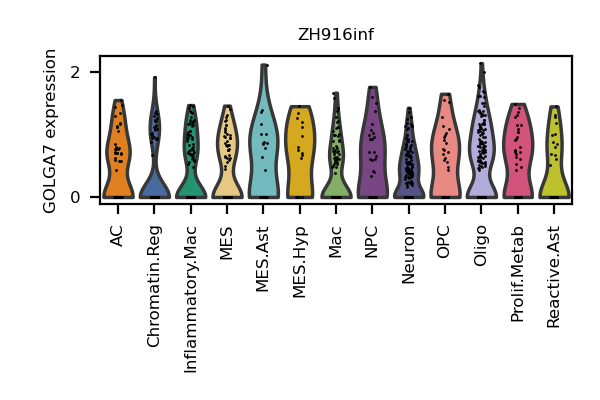 ZH916inf
GOLGA7 expression
2
0
AC
Chromatin.Reg
Inflammatory.Mac
MES
MES.Ast
MES.Hyp
Mac
NPC
Neuron
OPC
Oligo
Prolif.Metab
Reactive.Ast